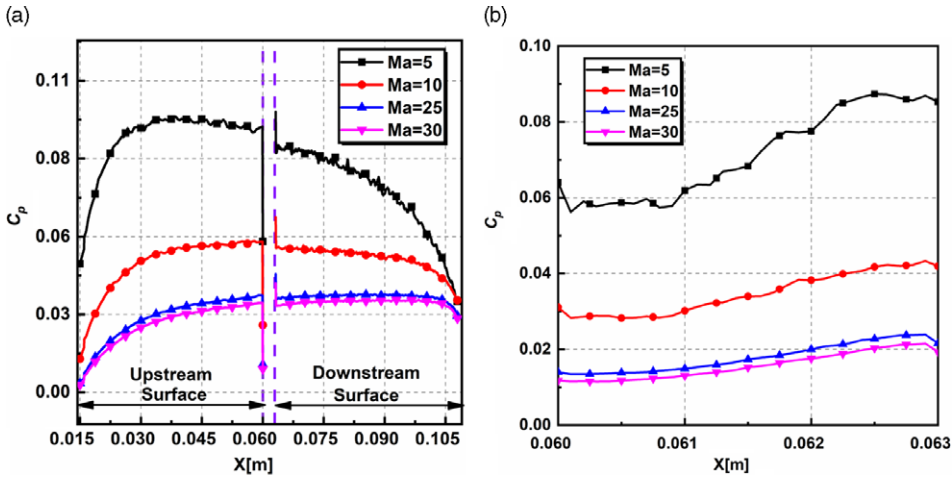 (a)
0.11
0.08
0.06
0.03
0.00
Cp
Ma=5
Ma=10
Ma=25
Ma=30
Upstream
Surface
Downstream
Surface
0.015 0.030 0.045 0.060 0.075 0.090 0.105
X[m]
(b)
0.10
0.08
0.06
0.04
0.02
0.00
Cp
Ma=5
Ma=10
Ma=25
Ma=30
0.060 0.061 0.062 0.063
X[m]